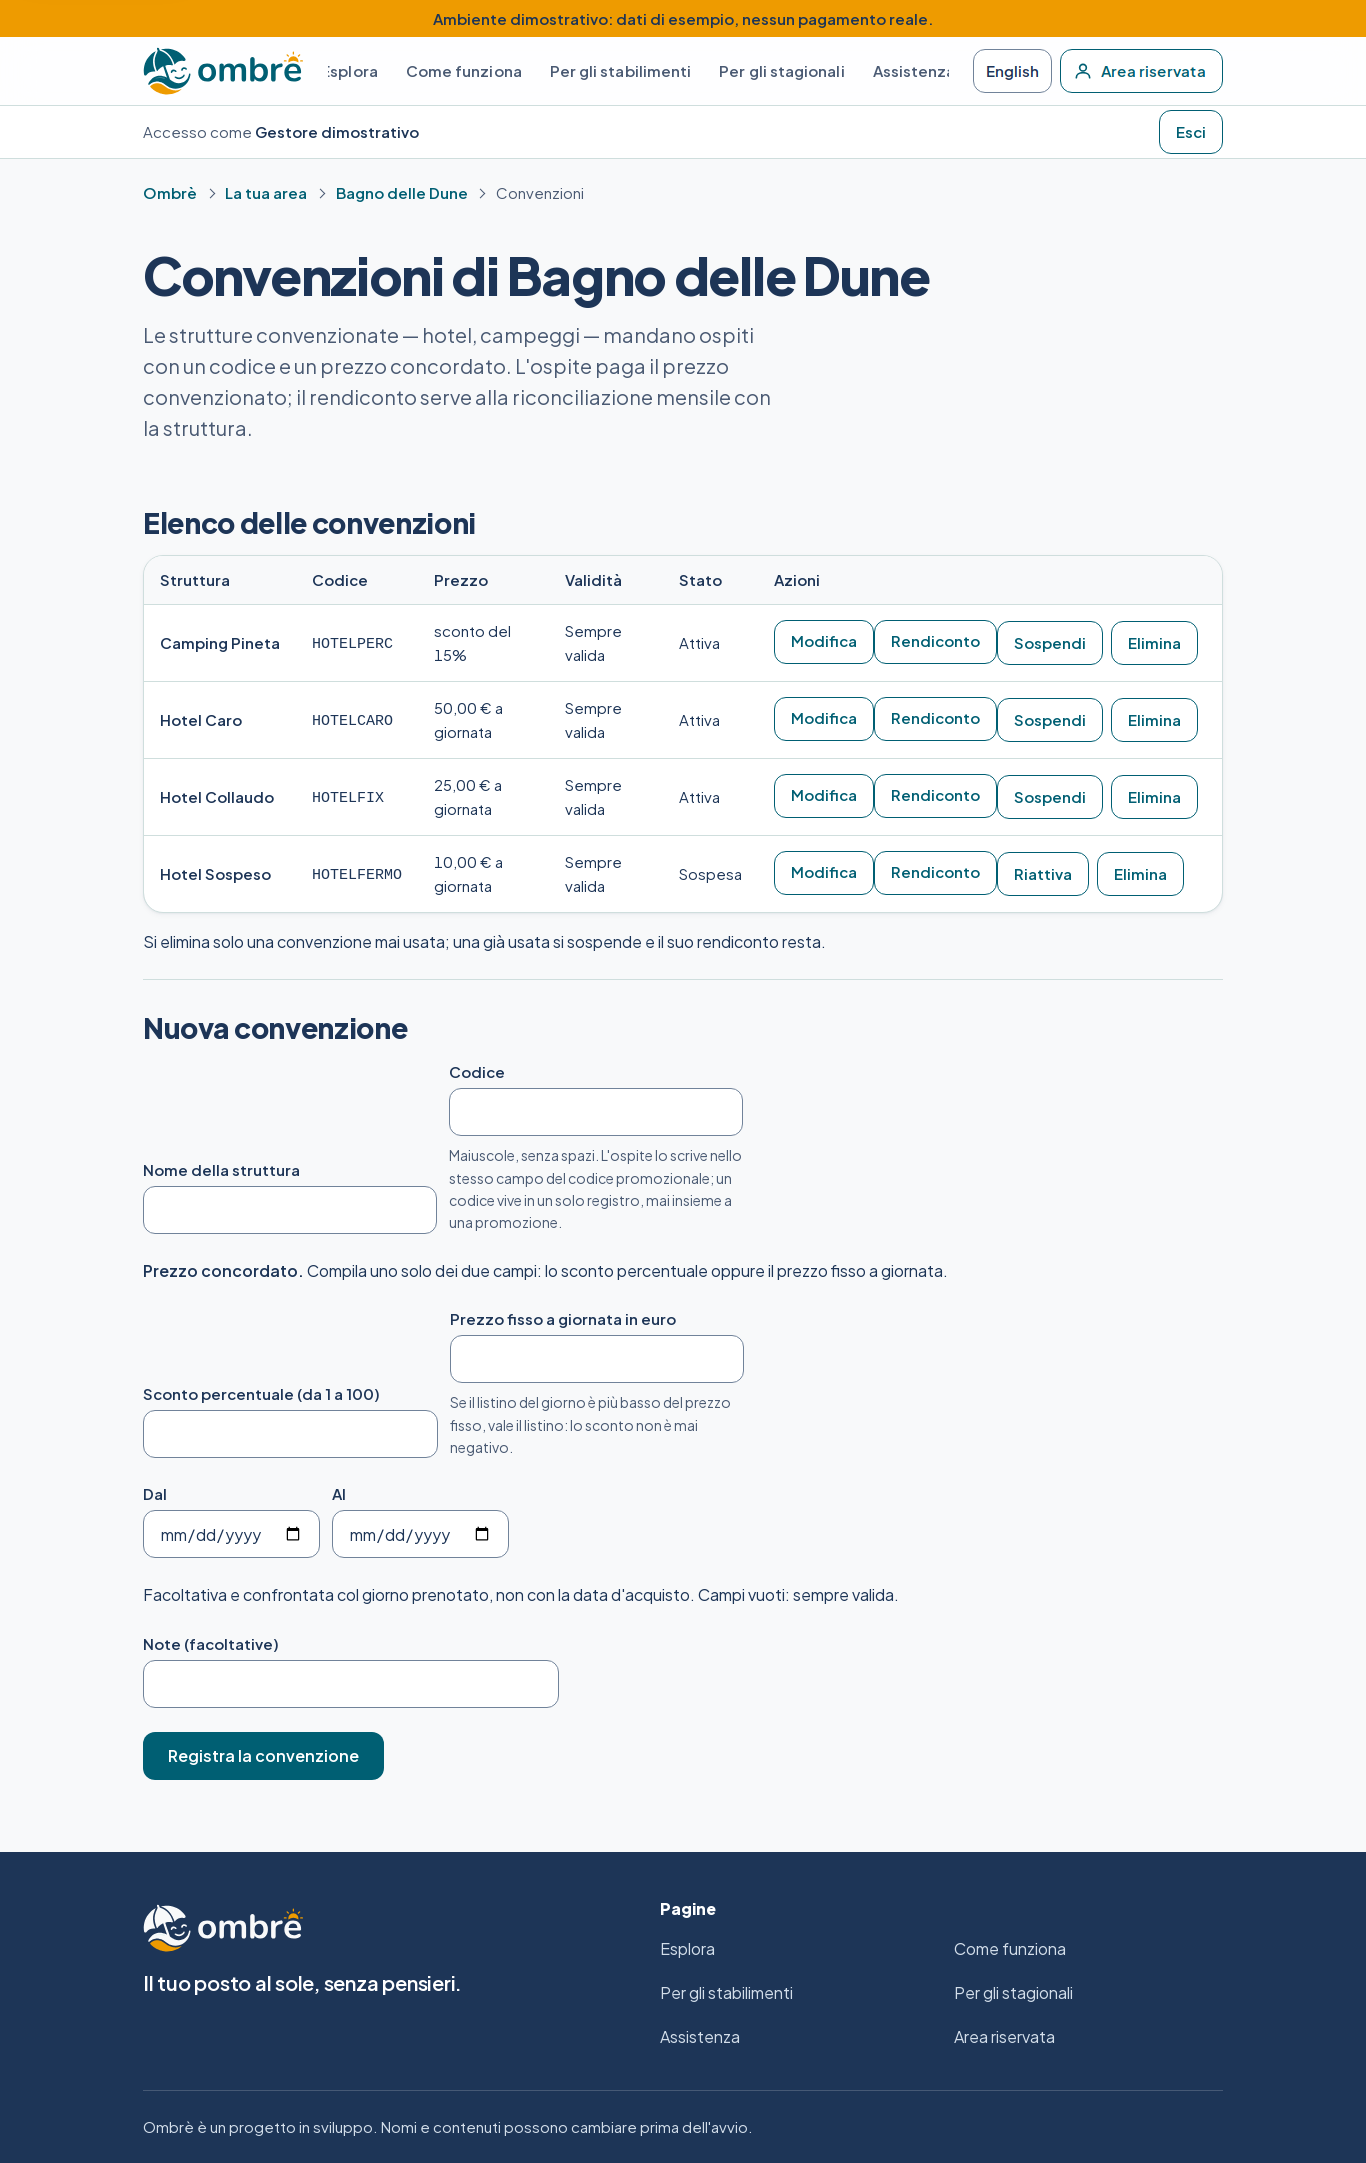 Ambiente dimostrativo: dati di esempio, nessun pagamento reale.
ombrè
Esplora Come funziona Per gli stabilimenti Per gli stagionali Assistenza English Area riservata
Accesso come Gestore dimostrativo Esci
Ombrè La tua area Bagno delle Dune Convenzioni
Convenzioni di Bagno delle Dune
Le strutture convenzionate — hotel, campeggi — mandano ospiti
con un codice e un prezzo concordato. L'ospite paga il prezzo
convenzionato; il rendiconto serve alla riconciliazione mensile con
la struttura.
Elenco delle convenzioni
Struttura Codice Prezzo Validità Stato Azioni
Camping Pineta HOTELPERC sconto del 15% Sempre valida Attiva Modifica Rendiconto Sospendi Elimina
Hotel Caro HOTELCARO 50,00 € a giornata Sempre valida Attiva Modifica Rendiconto Sospendi Elimina
Hotel Collaudo HOTELFIX 25,00 € a giornata Sempre valida Attiva Modifica Rendiconto Sospendi Elimina
Hotel Sospeso HOTELFERMO 10,00 € a giornata Sempre valida Sospesa Modifica Rendiconto Riattiva Elimina
Si elimina solo una convenzione mai usata; una già usata si sospende e il suo rendiconto resta.
Nuova convenzione
Nome della struttura
Codice
Maiuscole, senza spazi. L'ospite lo scrive nello
stesso campo del codice promozionale; un
codice vive in un solo registro, mai insieme a
una promozione.
Prezzo concordato. Compila uno solo dei due campi: lo sconto percentuale oppure il prezzo fisso a giornata.
Sconto percentuale (da 1 a 100)
Prezzo fisso a giornata in euro
Se il listino del giorno è più basso del prezzo
fisso, vale il listino: lo sconto non è mai
negativo.
Dal Al
mm/dd/yyyy mm/dd/yyyy
Facoltativa e confrontata col giorno prenotato, non con la data d'acquisto. Campi vuoti: sempre valida.
Note (facoltative)
Registra la convenzione
ombrè
Il tuo posto al sole, senza pensieri.
Pagine
Esplora Come funziona
Per gli stabilimenti Per gli stagionali
Assistenza Area riservata
Ombrè è un progetto in sviluppo. Nomi e contenuti possono cambiare prima dell'avvio.